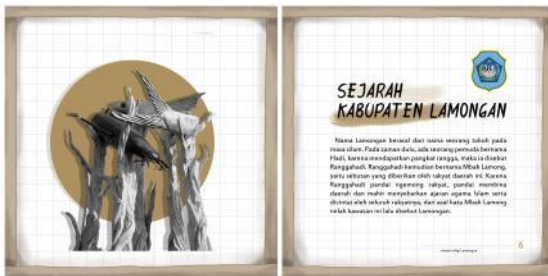 SEJARAH
KABUPATEN LAMONGAN
Nama Lamongan berasal dari nama seorang tokoh pada
masa silam. Pada zaman dulu, ada seorang pemuda bernama
Hadi, karena mendapatkan pangkat rangga, maka ia disebut
Ranggahadi. Ranggahadi kemudian bernama Mbah Lamong,
yaitu sebutan yang diberikan oleh rakyat daerah ini. Karena
Ranggahadi pandai ngemong rakyat, pandai membina
daerah dan mahir menyebarkan ajaran agama Islam serta
dicintai oleh seluruh rakyatnya, dari asal kata Mbah Lamong
inilah kawasan ini lalu disebut Lamongan.
6